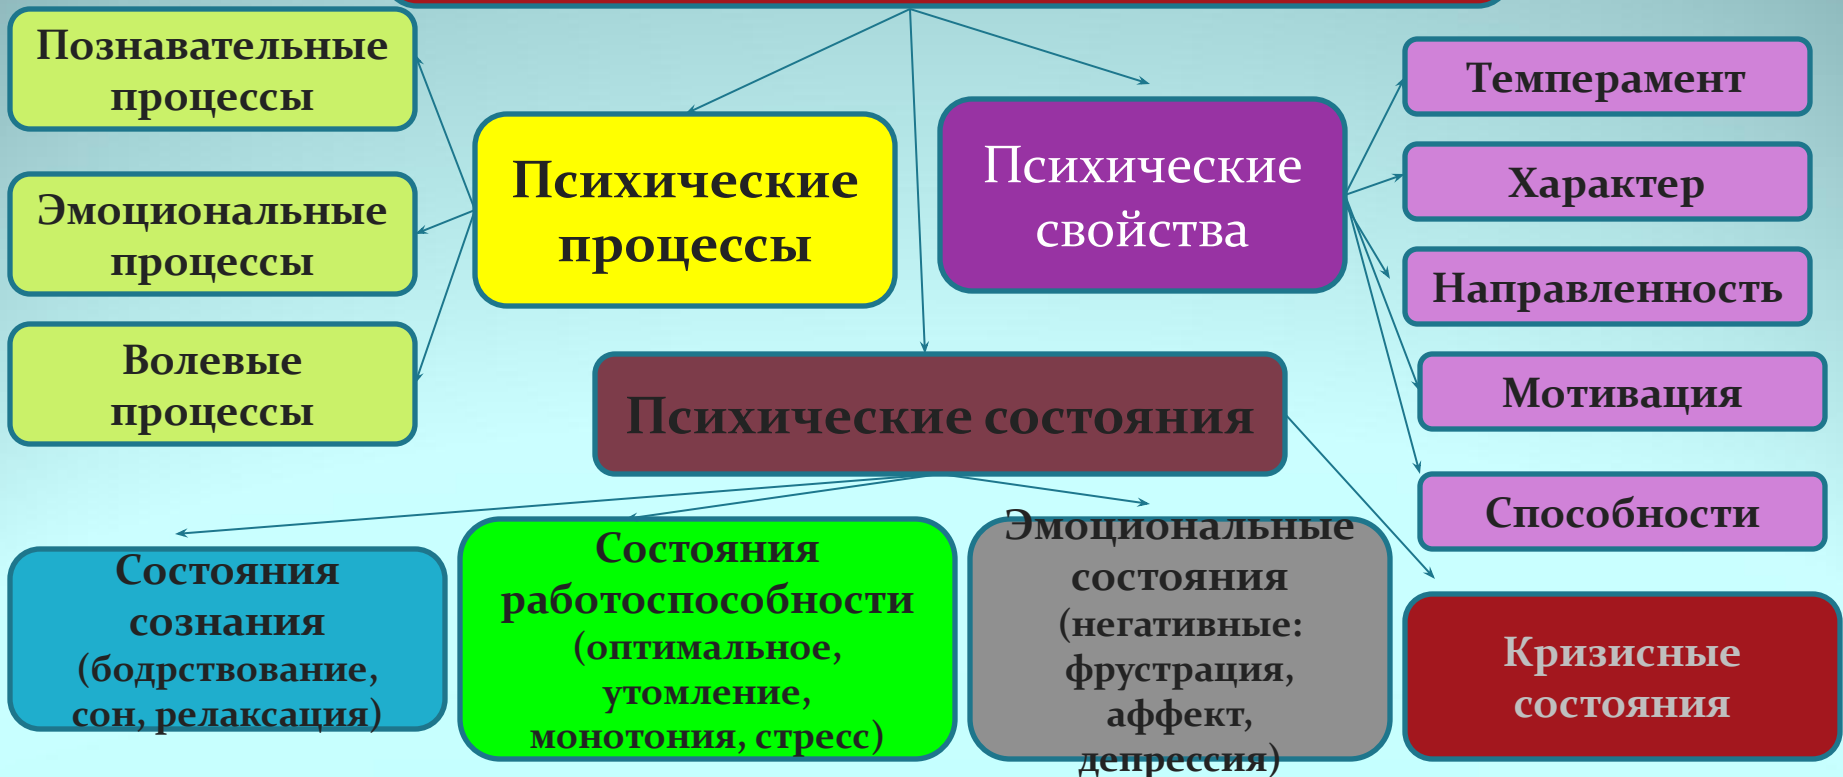 Познавательные
процессы
Эмоциональные
процессы
Волевые
процессы
Психические
процессы
Психические
свойства
Темперамент
Характер
Направленность
Мотивация
Способности
Психические состояния
Состояния
сознания
(бодрствование,
сон, релаксация)
Состояния
работоспособности
(оптимальное,
утомление,
монотония, стресс)
Эмоциональные
состояния
(негативные:
фрустрация,
аффект,
депрессия)
Кризисные
состояния